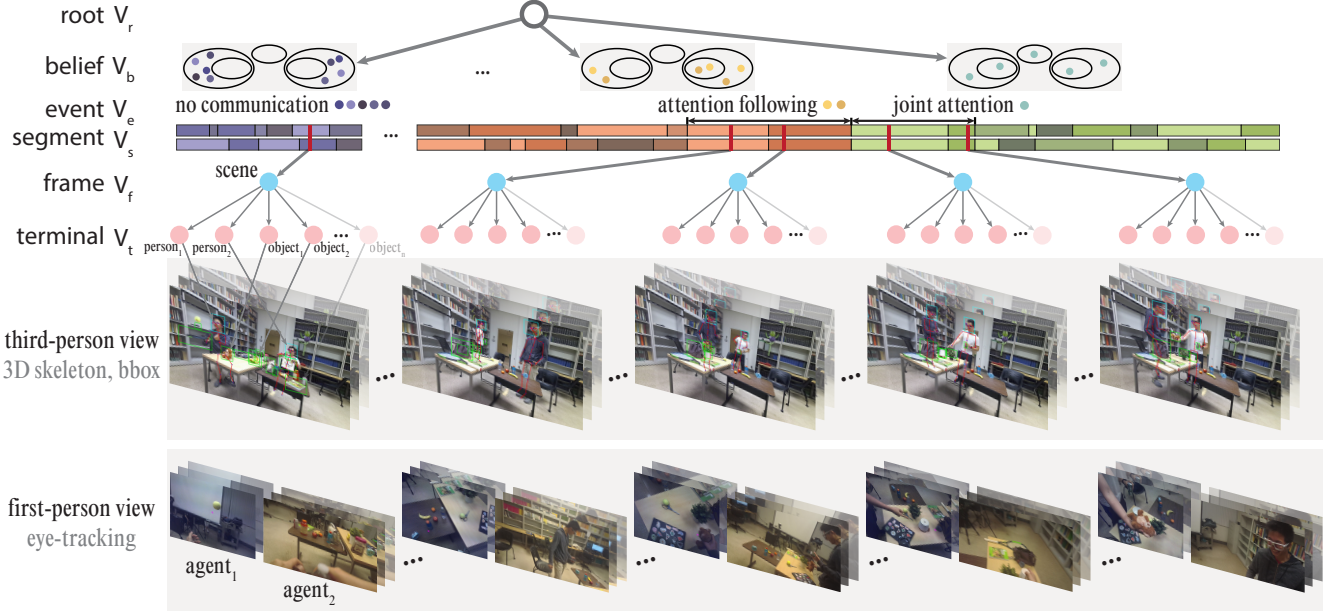 root V_r
belief V_b
...
event V_e
no communication
attention following
joint attention
segment V_s
...
scene
frame V_f
terminal V_t
... ... ... ... ...
person_1 person_2 object_1 object_2 object_n
third-person view
3D skeleton, bbox
... ... ... ...
first-person view
eye-tracking
... ... ... ...
agent_1
agent_2